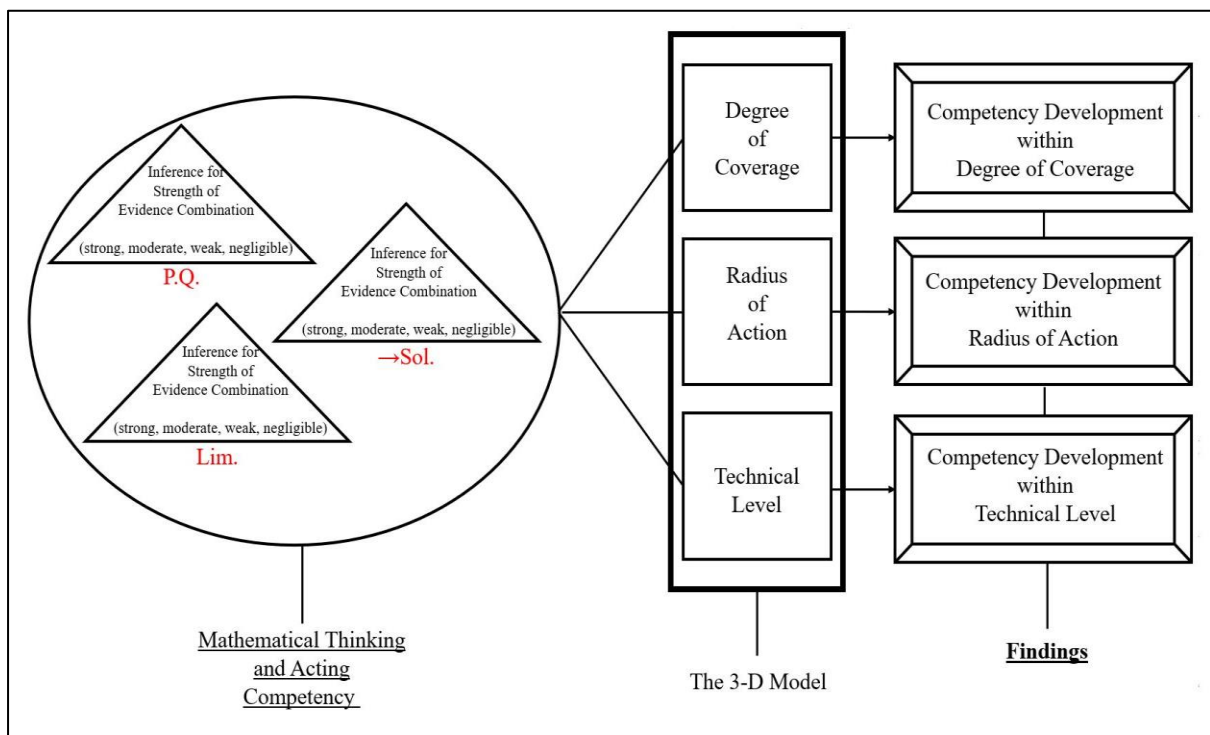 Inference for
Strength of
Evidence Combination
(strong, moderate, weak, negligible)
P.Q.
Inference for
Strength of
Evidence Combination
(strong, moderate, weak, negligible)
→Sol.
Inference for
Strength of
Evidence Combination
(strong, moderate, weak, negligible)
Lim.
Mathematical Thinking
and Acting
Competency
Degree
of
Coverage
Radius
of
Action
Technical
Level
The 3-D Model
Competency Development
within
Degree of Coverage
Competency Development
within
Radius of Action
Competency Development
within
Technical Level
Findings